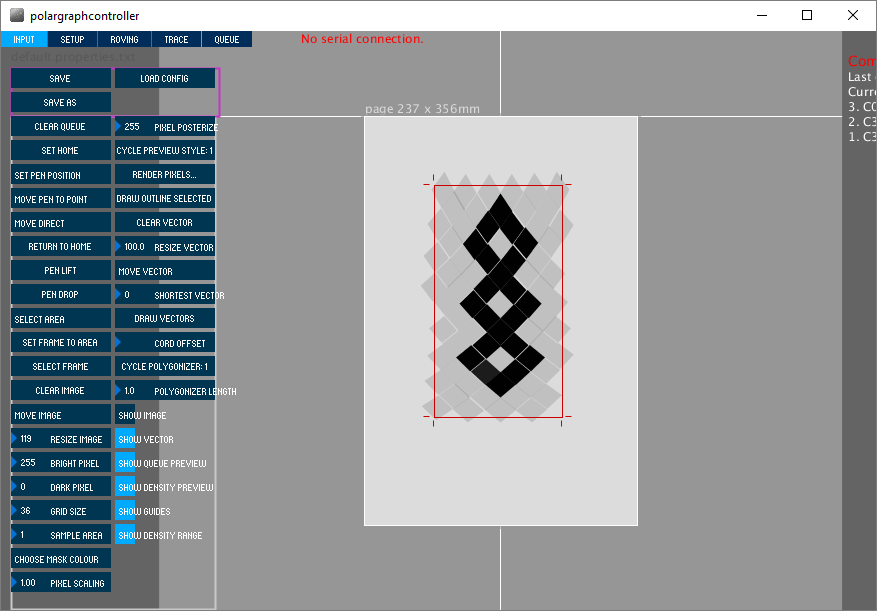 polargraphcontroller
INPUT SETUP ROVING TRACE QUEUE
No serial connection.
default.properties.txt
SAVE LOAD CONFIG
SAVE AS
CLEAR QUEUE 255 PIXEL POSTERIZE
SET HOME CYCLE PREVIEW STYLE: 1
SET PEN POSITION RENDER PIXELS...
MOVE PEN TO POINT DRAW OUTLINE SELECTED
MOVE DIRECT CLEAR VECTOR
RETURN TO HOME 100.0 RESIZE VECTOR
PEN LIFT MOVE VECTOR
PEN DROP 0 SHORTEST VECTOR
SELECT AREA DRAW VECTORS
SET FRAME TO AREA CORD OFFSET
SELECT FRAME CYCLE POLYGONIZER: 1
CLEAR IMAGE 1.0 POLYGONIZER LENGTH
MOVE IMAGE SHOW IMAGE
119 RESIZE IMAGE SHOW VECTOR
255 BRIGHT PIXEL SHOW QUEUE PREVIEW
0 DARK PIXEL SHOW DENSITY PREVIEW
36 GRID SIZE SHOW GUIDES
1 SAMPLE AREA SHOW DENSITY RANGE
CHOOSE MASK COLOUR
1.00 PIXEL SCALING
page 237 x 356mm
Com
Last
Curre
3. C0
2. C3
1. C3